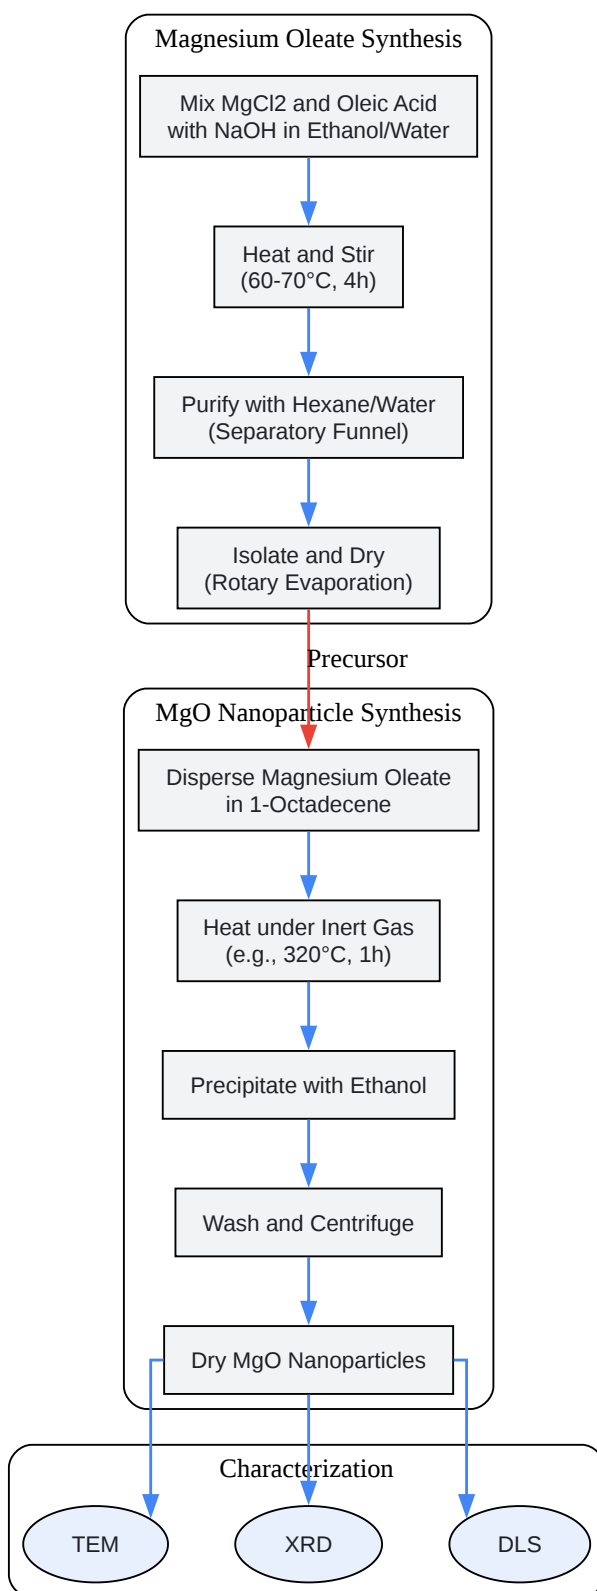 Magnesium Oleate Synthesis
Mix MgCl2 and Oleic Acid
with NaOH in Ethanol/Water
Heat and Stir
(60-70°C, 4h)
Purify with Hexane/Water
(Separatory Funnel)
Isolate and Dry
(Rotary Evaporation)
Precursor
MgO Nanoparticle Synthesis
Disperse Magnesium Oleate
in 1-Octadecene
Heat under Inert Gas
(e.g., 320°C, 1h)
Precipitate with Ethanol
Wash and Centrifuge
Dry MgO Nanoparticles
Characterization
TEM
XRD
DLS